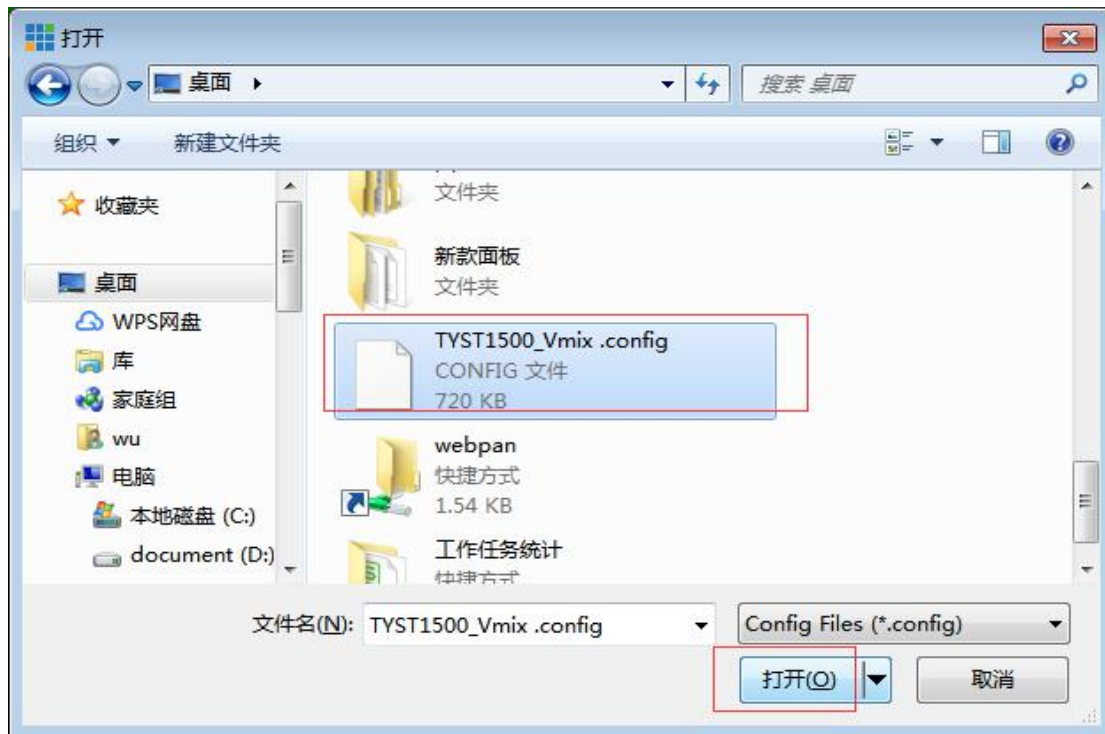 打开
桌面
搜索 桌面
组织
新建文件夹
收藏夹
桌面
WPS网盘
库
家庭组
wu
电脑
本地磁盘 (C:)
document (D:)
文件夹
新款面板
文件夹
TYST1500_Vmix .config
CONFIG 文件
720 KB
webpan
快捷方式
1.54 KB
工作任务统计
快捷方式
文件名(N): TYST1500_Vmix .config
Config Files (*.config)
打开(O)
取消